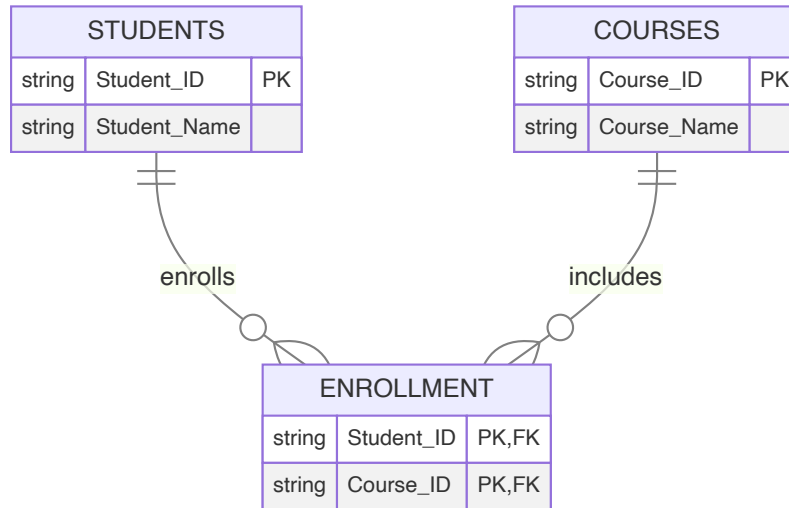 STUDENTS
string Student_ID PK
string Student_Name
COURSES
string Course_ID PK
string Course_Name
enrolls
includes
ENROLLMENT
string Student_ID PK,FK
string Course_ID PK,FK